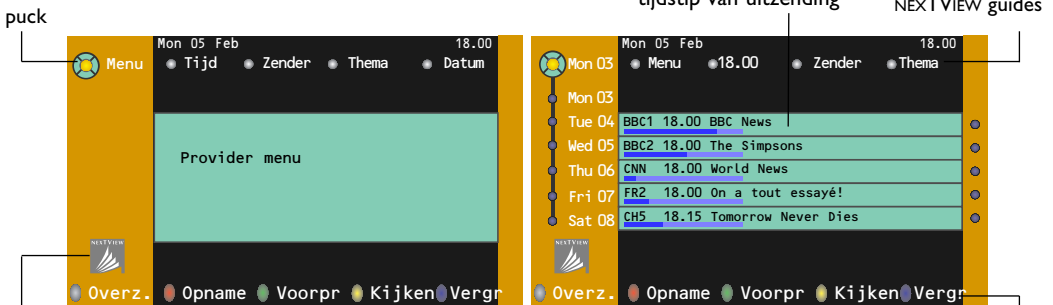 tijdstip van uitzending
NEXTVIEW guides
puck
Mon 05 Feb 18.00
Menu Tijd Zender Thema Datum
Provider menu
NEXTVIEW
Overz. Opname Voorpr Kijken Vergr
Mon 05 Feb 18.00
Mon 03 Menu 18.00 Zender Thema
Mon 03
Tue 04 BBC1 18.00 BBC News
Wed 05 BBC2 18.00 The Simpsons
Thu 06 CNN 18.00 World News
Fri 07 FR2 18.00 On a tout essayé!
Sat 08 CH5 18.15 Tomorrow Never Dies
NEXTVIEW
Overz. Opname Voorpr Kijken Vergr